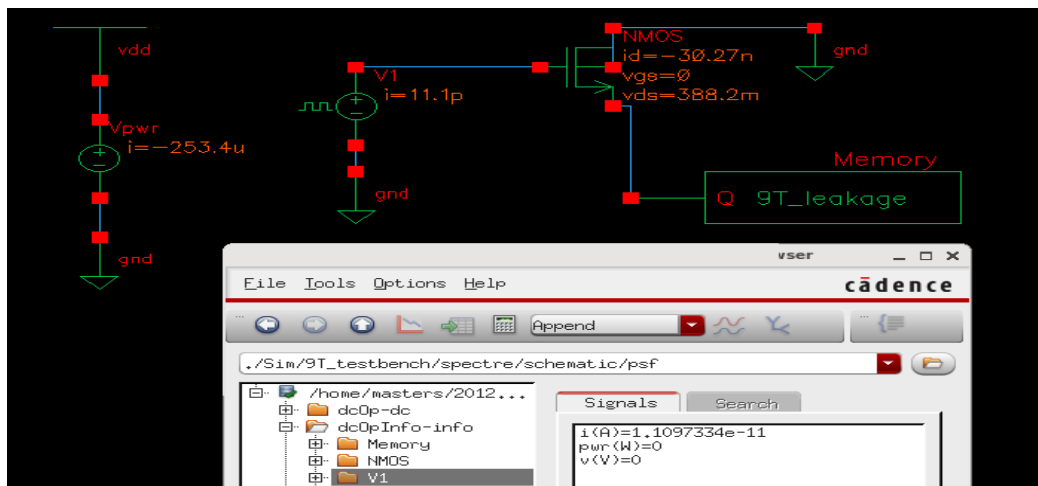 vdd
Vpwr
i=-253.4u
gnd
V1
i=11.1p
gnd
NMOS
id=-30.27n
vgs=0
vds=388.2m
gnd
Memory
Q 9T_leakage
wser
File Tools Options Help
cādence
Append
./Sim/9T_testbench/spectre/schematic/psf
/home/masters/2012...
dcOp-dc
dcOpInfo-info
Memory
NMOS
V1
Signals Search
i(A)=1.1097334e-11
pwr(W)=0
v(V)=0